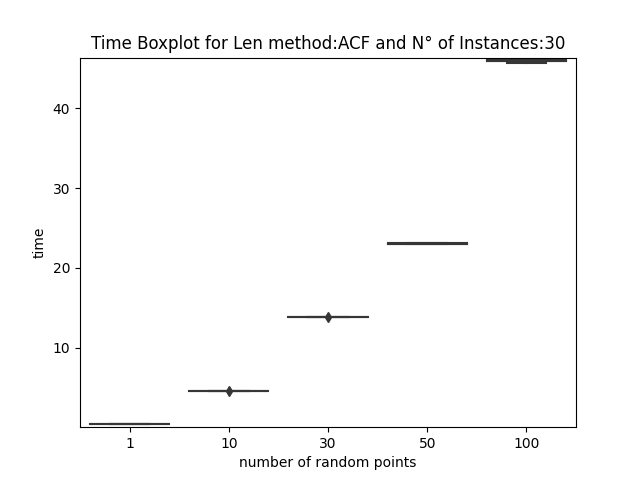 Time Boxplot for Len method:ACF and N° of Instances:30
40
30
20
10
time
1 10 30 50 100
number of random points